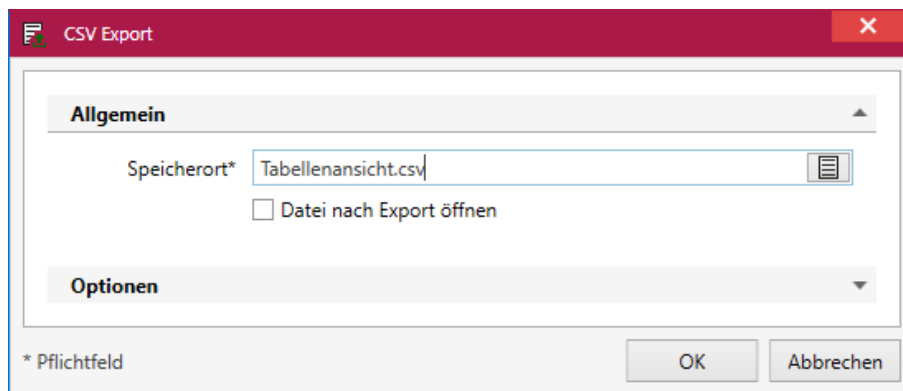 CSV Export
Allgemein
Speicherort* Tabellenansicht.csv
Datei nach Export öffnen
Optionen
* Pflichtfeld OK Abbrechen